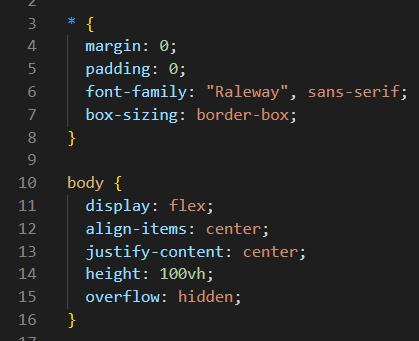 2
3 * {
4 margin: 0;
5 padding: 0;
6 font-family: "Raleway", sans-serif;
7 box-sizing: border-box;
8 }
9
10 body {
11 display: flex;
12 align-items: center;
13 justify-content: center;
14 height: 100vh;
15 overflow: hidden;
16 }
17